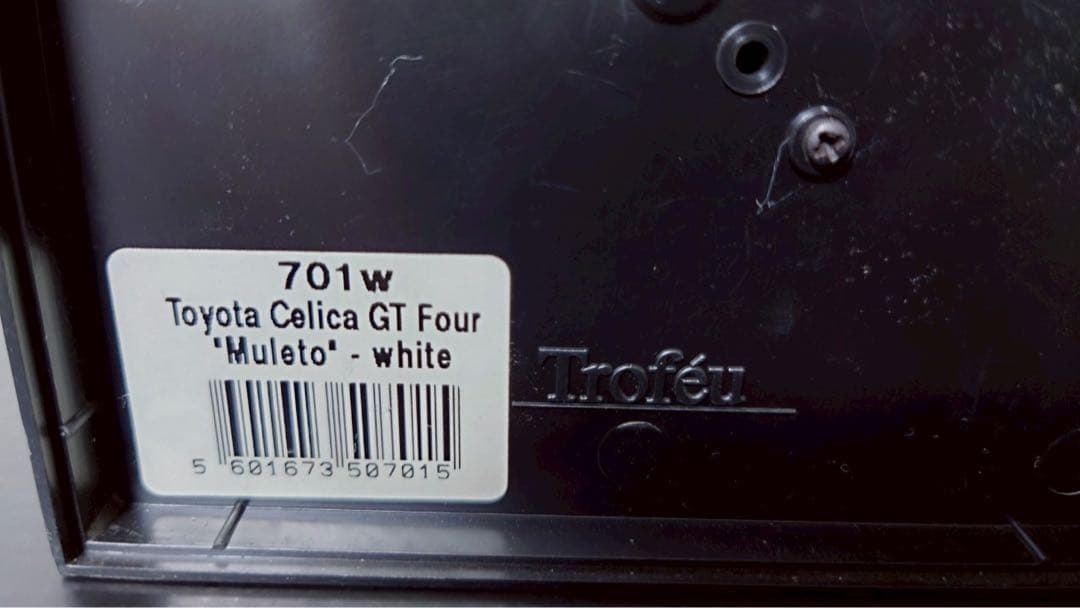 701w
Toyota Celica GT Four
"Muleto" - white
5 601673 507015
Troféu